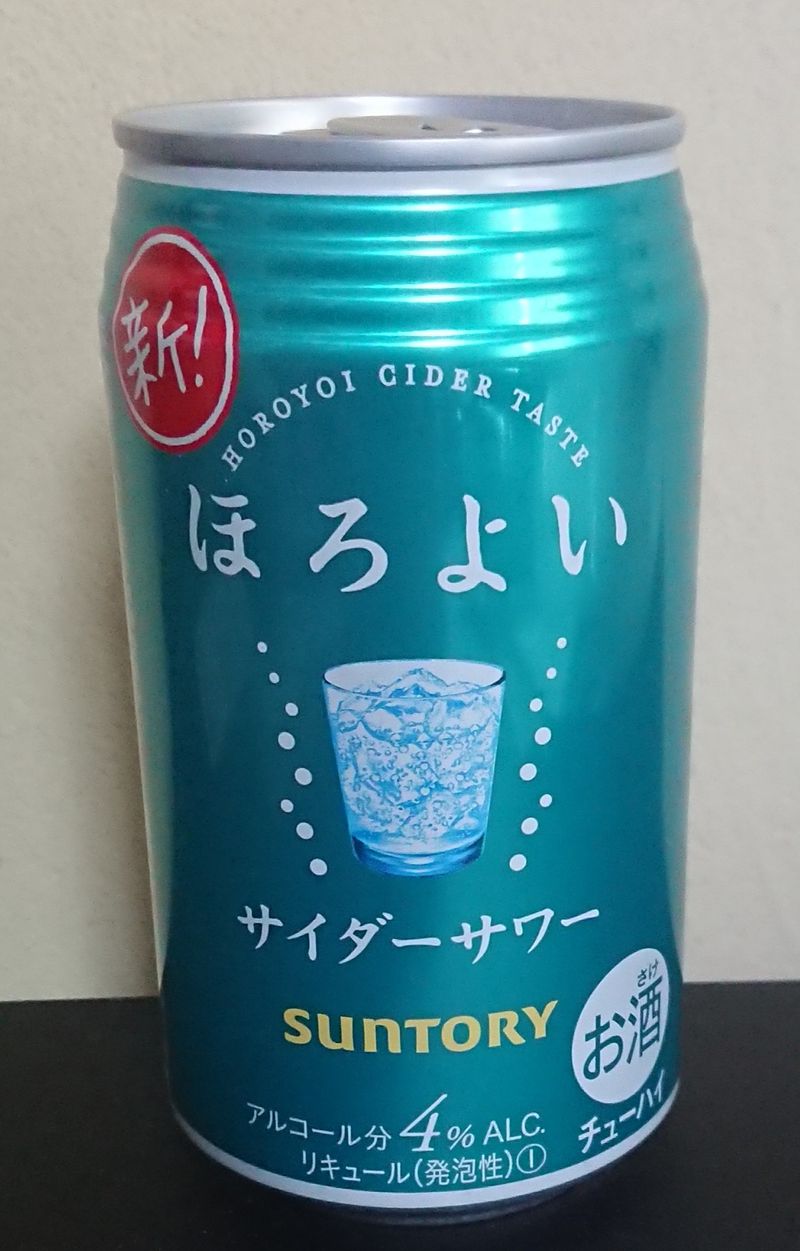 新!
HOROYOI CIDER TASTE
ほろよい
サイダーサワー
SUNTORY
さけ
お酒
チューハイ
アルコール分4% ALC.
リキュール(発泡性)①